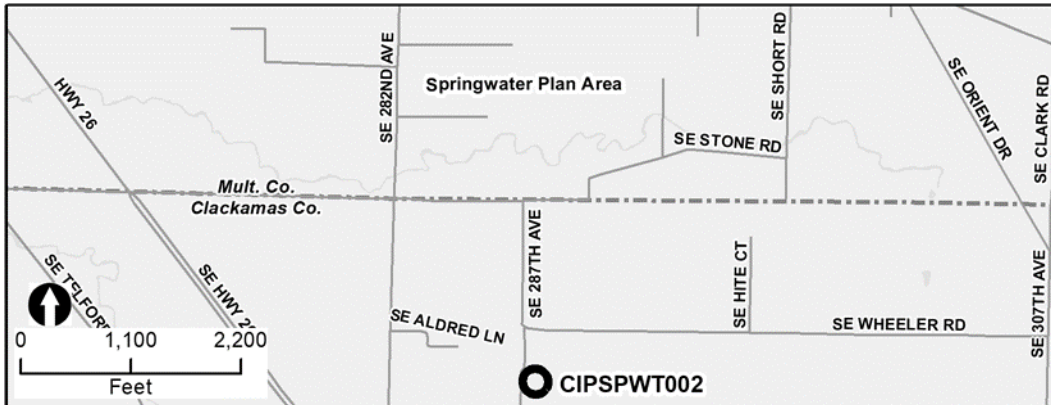 HWY 26
SE 282ND AVE
Springwater Plan Area
SE SHORT RD
SE ORIENT DR
SE CLARK RD
SE STONE RD
Mult. Co.
Clackamas Co.
SE 287TH AVE
SE HITE CT
SE 307TH AVE
SE HWY 26
SE TELFORD
SE ALDRED LN
SE WHEELER RD
0 1,100 2,200
Feet
CIPSPWT002